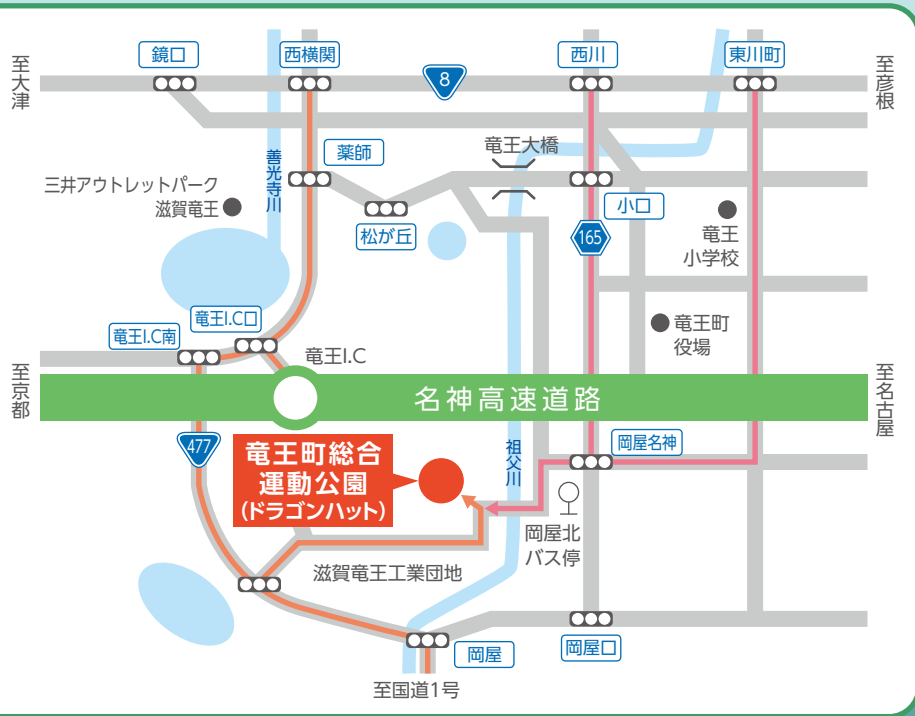 至大津
鏡口
西横関
8
西川
東川町
至彦根
薬師
善光寺川
竜王大橋
三井アウトレットパーク
滋賀竜王
松が丘
小口
165
竜王
小学校
竜王I.C口
竜王I.C南
竜王I.C
竜王町
役場
至京都
名神高速道路
至名古屋
477
竜王町総合
運動公園
(ドラゴンハット)
祖父川
岡屋名神
岡屋北
バス停
滋賀竜王工業団地
岡屋
岡屋口
至国道1号